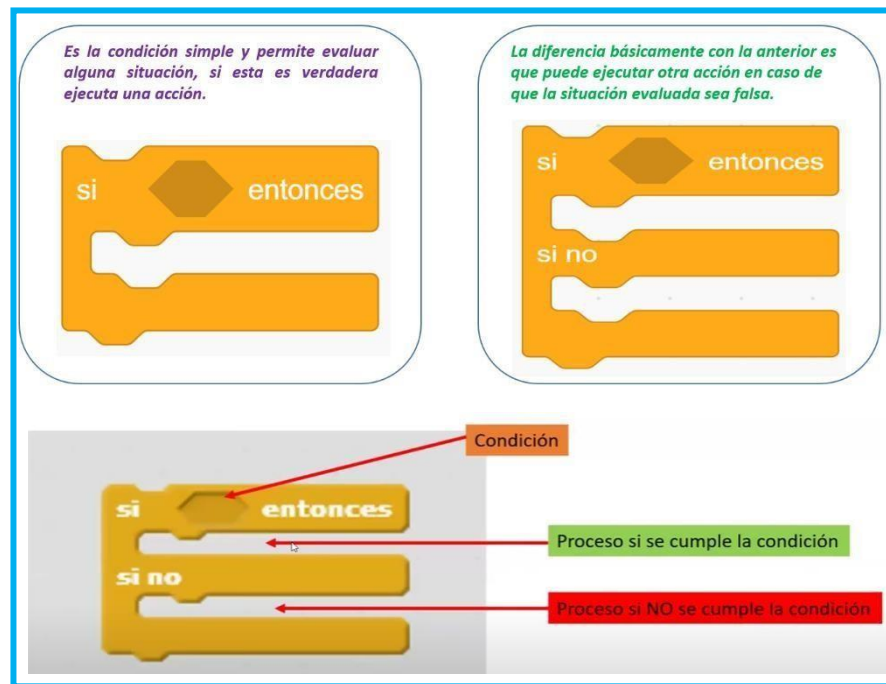 Es la condición simple y permite evaluar
alguna situación, si esta es verdadera
ejecuta una acción.
si entonces
La diferencia básicamente con la anterior es
que puede ejecutar otra acción en caso de
que la situación evaluada sea falsa.
si entonces
si no
Condición
si entonces
Proceso si se cumple la condición
si no
Proceso si NO se cumple la condición